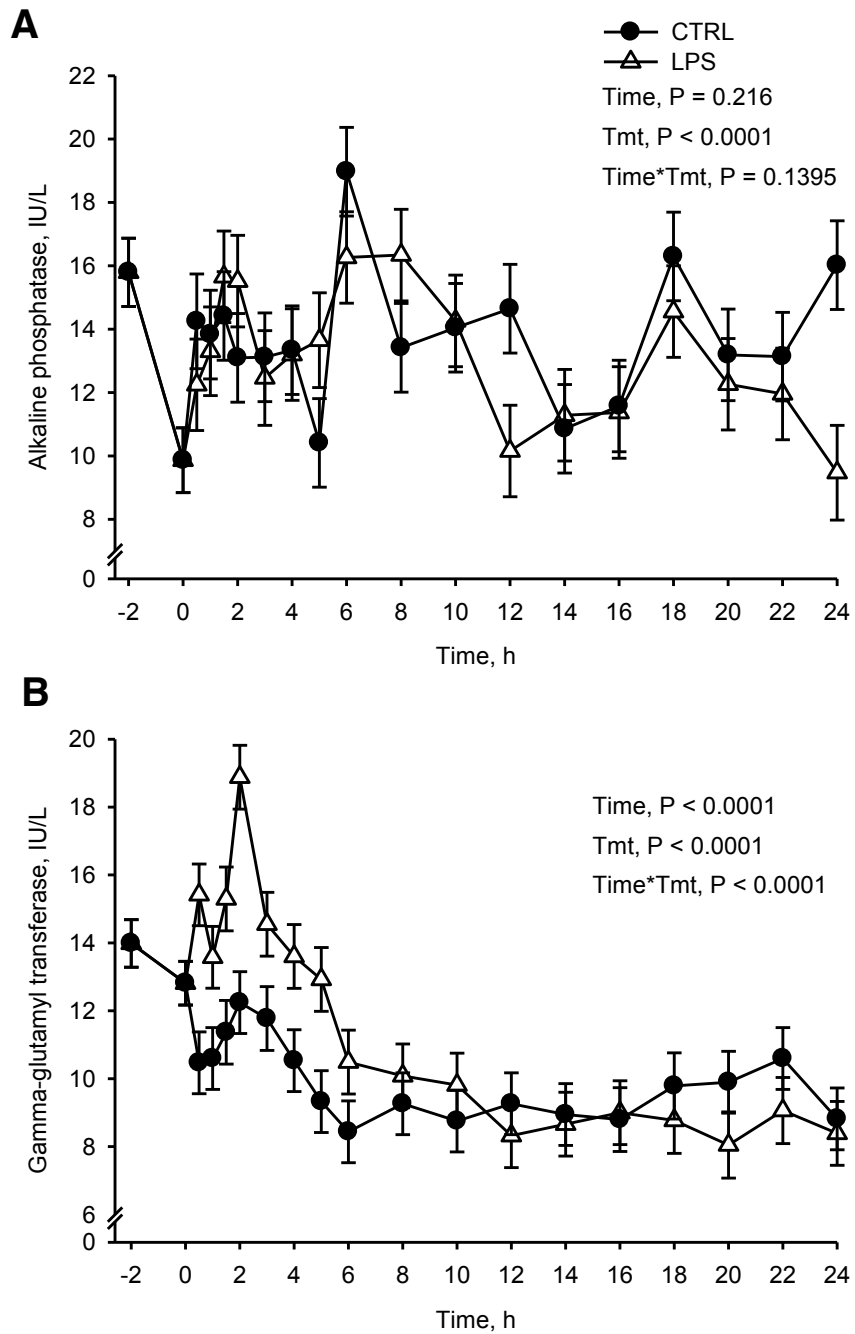 A
CTRL
LPS
Time, P = 0.216
Tmt, P < 0.0001
Time*Tmt, P = 0.1395
Alkaline phosphatase, IU/L
22
20
18
16
14
12
10
8
0
-2 0 2 4 6 8 10 12 14 16 18 20 22 24
Time, h
B
Time, P < 0.0001
Tmt, P < 0.0001
Time*Tmt, P < 0.0001
Gamma-glutamyl transferase, IU/L
20
18
16
14
12
10
8
6
0
-2 0 2 4 6 8 10 12 14 16 18 20 22 24
Time, h